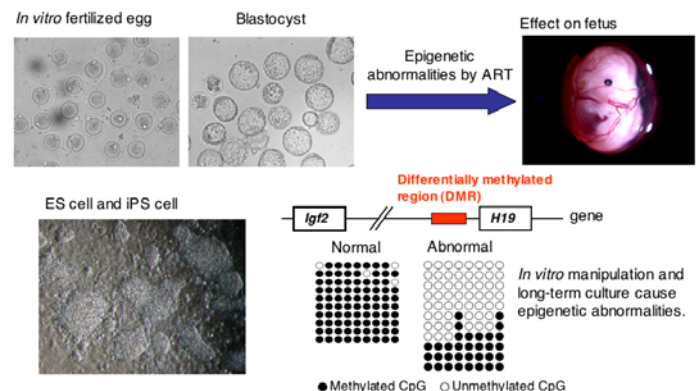 In vitro fertilized egg
Blastocyst
Effect on fetus
Epigenetic
abnormalities by ART
ES cell and iPS cell
Differentially methylated
region (DMR)
Igf2
H19
gene
Normal
Abnormal
In vitro manipulation and
long-term culture cause
epigenetic abnormalities.
Methylated CpG
Unmethylated CpG